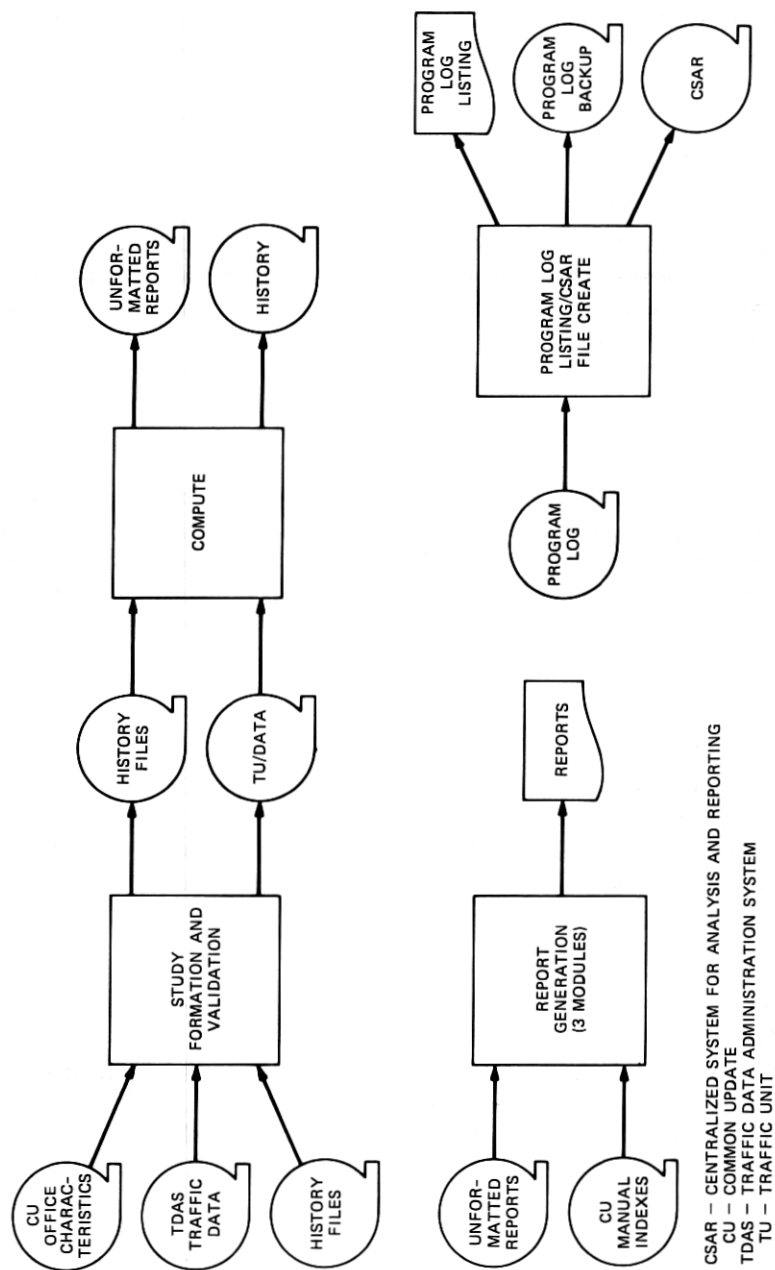 CU
OFFICE
CHARAC-
TERISTICS
TDAS
TRAFFIC
DATA
HISTORY
FILES
STUDY
FORMATION AND
VALIDATION
HISTORY
FILES
TU/DATA
COMPUTE
UNFOR-
MATTED
REPORTS
HISTORY
UNFOR-
MATTED
REPORTS
CU
MANUAL
INDEXES
REPORT
GENERATION
(3 MODULES)
REPORTS
PROGRAM
LOG
PROGRAM LOG
LISTING/CSAR
FILE CREATE
PROGRAM
LOG
LISTING
PROGRAM
LOG
BACKUP
CSAR
CSAR – CENTRALIZED SYSTEM FOR ANALYSIS AND REPORTING
CU – COMMON UPDATE
TDAS – TRAFFIC DATA ADMINISTRATION SYSTEM
TU – TRAFFIC UNIT